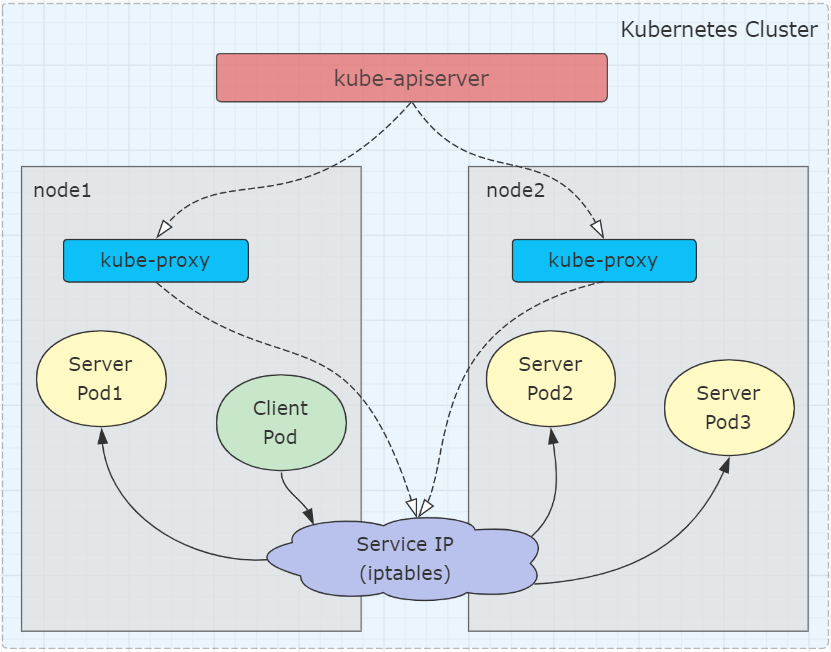 Kubernetes Cluster
kube-apiserver
node1
node2
kube-proxy
kube-proxy
Server
Pod1
Client
Pod
Server
Pod2
Server
Pod3
Service IP
(iptables)